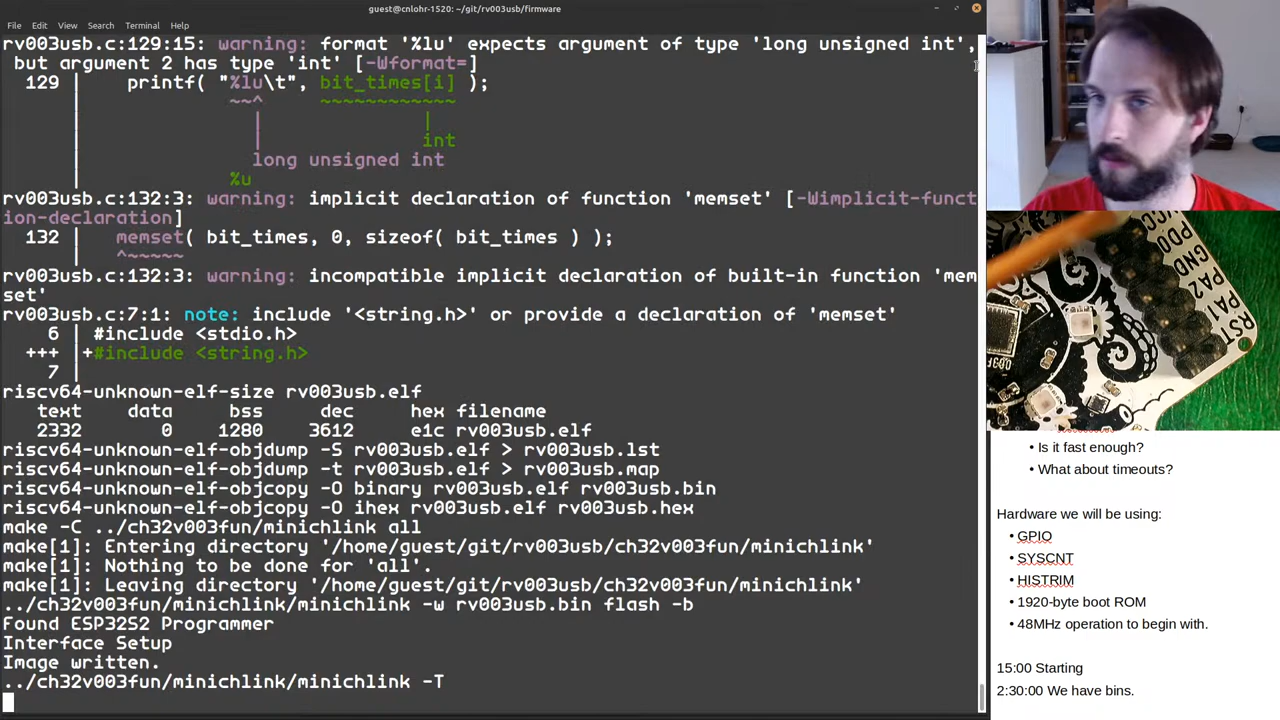 guest@cnlohr-1520: ~/git/rv003usb/firmware
File Edit View Search Terminal Help
rv003usb.c:129:15: warning: format '%lu' expects argument of type 'long unsigned int',
but argument 2 has type 'int' [-Wformat=]
129 | printf( "%lu\t", bit_times[i] );
| ~~^ ~~~~~~~~~~~~
| | |
| | int
| long unsigned int
| %u
rv003usb.c:132:3: warning: implicit declaration of function 'memset' [-Wimplicit-funct
ion-declaration]
132 | memset( bit_times, 0, sizeof( bit_times ) );
| ^~~~~~
rv003usb.c:132:3: warning: incompatible implicit declaration of built-in function 'mem
set'
rv003usb.c:7:1: note: include '<string.h>' or provide a declaration of 'memset'
6 | #include <stdio.h>
+++ |+#include <string.h>
7 |
riscv64-unknown-elf-size rv003usb.elf
text data bss dec hex filename
2332 0 1280 3612 e1c rv003usb.elf
riscv64-unknown-elf-objdump -S rv003usb.elf > rv003usb.lst
riscv64-unknown-elf-objdump -t rv003usb.elf > rv003usb.map
riscv64-unknown-elf-objcopy -O binary rv003usb.elf rv003usb.bin
riscv64-unknown-elf-objcopy -O ihex rv003usb.elf rv003usb.hex
make -C ../ch32v003fun/minichlink all
make[1]: Entering directory '/home/guest/git/rv003usb/ch32v003fun/minichlink'
make[1]: Nothing to be done for 'all'.
make[1]: Leaving directory '/home/guest/git/rv003usb/ch32v003fun/minichlink'
../ch32v003fun/minichlink/minichlink -w rv003usb.bin flash -b
Found ESP32S2 Programmer
Interface Setup
Image written.
../ch32v003fun/minichlink/minichlink -T
VCC
PD0
GND
PA2
PA1
RST
• Is it fast enough?
• What about timeouts?
Hardware we will be using:
• GPIO
• SYSCNT
• HISTRIM
• 1920-byte boot ROM
• 48MHz operation to begin with.
15:00 Starting
2:30:00 We have bins.